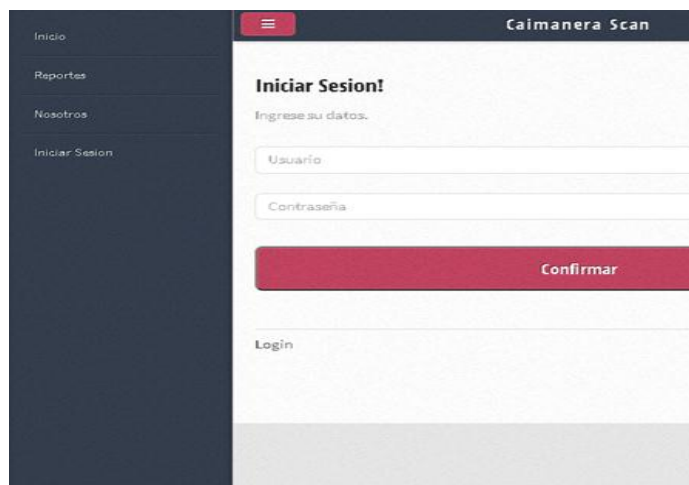 Inicio
Reportes
Nosotros
Iniciar Sesion
Caimanera Scan
Iniciar Sesion!
Ingrese su datos.
Usuario
Contraseña
Confirmar
Login